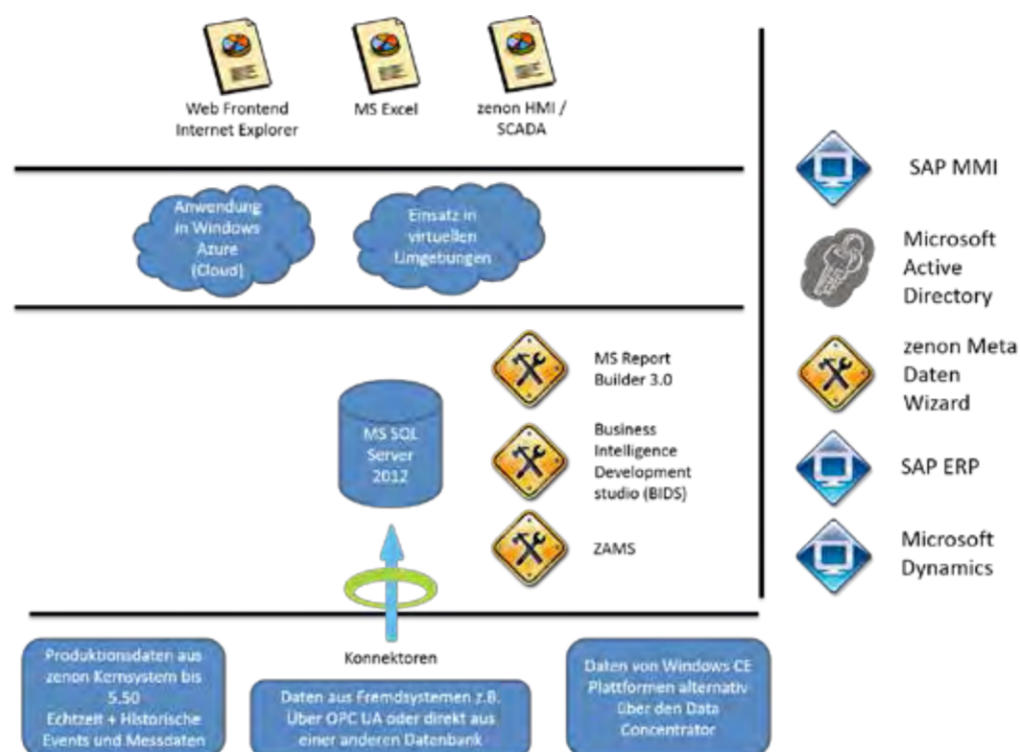 Web Frontend
Internet Explorer
MS Excel
zenon HMI /
SCADA
Anwendung
in Windows
Azure
(Cloud)
Einsatz in
virtuellen
Umgebungen
MS SQL
Server
2012
MS Report
Builder 3.0
Business
Intelligence
Development
studio (BIDS)
ZAMS
SAP MMI
Microsoft
Active
Directory
zenon Meta
Daten
Wizard
SAP ERP
Microsoft
Dynamics
Konnektoren
Produktionsdaten aus
zenon Kernsystem bis
5.50
Echtzeit + Historische
Events und Messdaten
Daten aus Fremdsystemen z.B.
Über OPC UA oder direkt aus
einer anderen Datenbank
Daten von Windows CE
Plattformen alternativ
über den Data
Concentrator